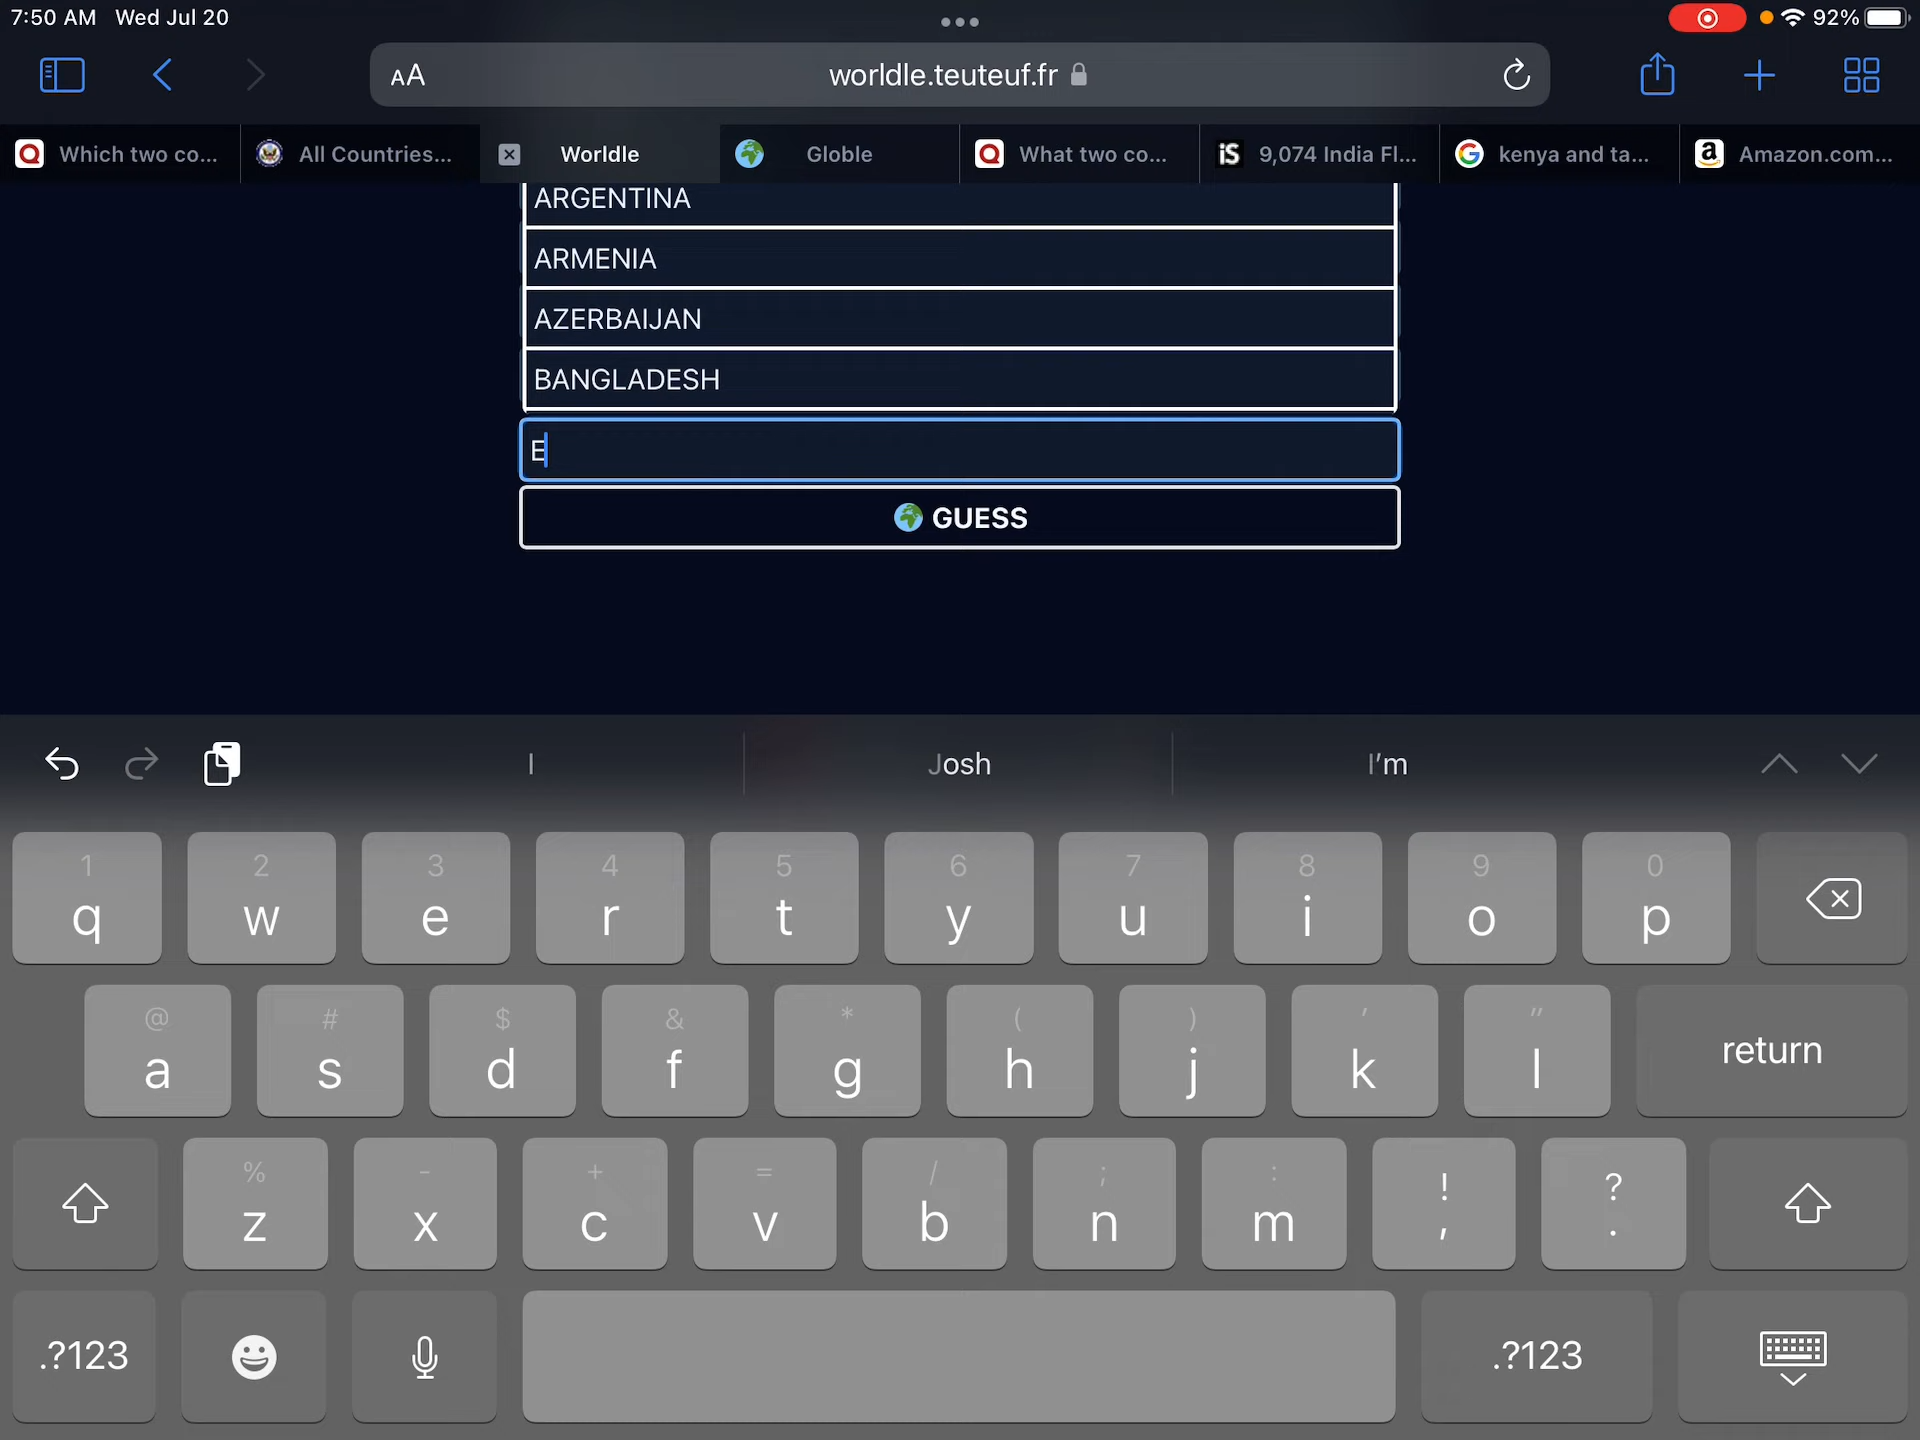 7:50 AM Wed Jul 20
92%
AA
worldle.teuteuf.fr
Which two co...
All Countries...
Worldle
Globle
What two co...
iS
9,074 India Fl...
kenya and ta...
Amazon.com...
ARGENTINA
ARMENIA
AZERBAIJAN
BANGLADESH
E
GUESS
I
Josh
I'm
1 2 3 4 5 6 7 8 9 0
q w e r t y u i o p
@ # $ & * ( ) ' "
a s d f g h j k l return
% - + = / ; : ! ?
z x c v b n m , .
.?123 .?123